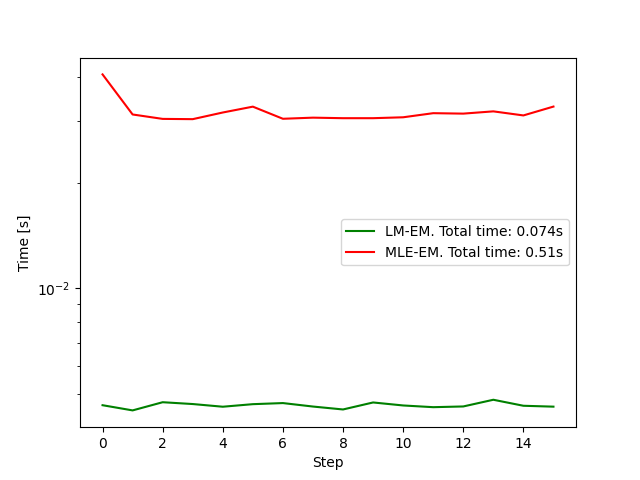 Time [s]
10⁻²
LM-EM. Total time: 0.074s
MLE-EM. Total time: 0.51s
0 2 4 6 8 10 12 14
Step